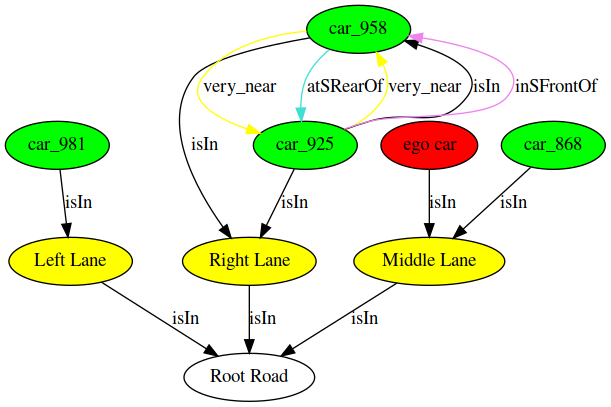 car_958
very_near
atSRearOf
very_near
isIn
inSFrontOf
car_981
isIn
car_925
ego car
car_868
isIn
isIn
isIn
isIn
Left Lane
Right Lane
Middle Lane
isIn
isIn
isIn
Root Road